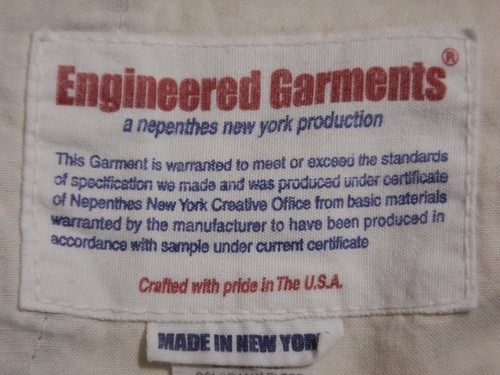 Engineered Garments®
a nepenthes new york production
This Garment is warranted to meet or exceed the standards
of specification we made and was produced under certificate
of Nepenthes New York Creative Office from basic materials
warranted by the manufacturer to have been produced in
accordance with sample under current certificate
Crafted with pride in The U.S.A.
MADE IN NEW YORK